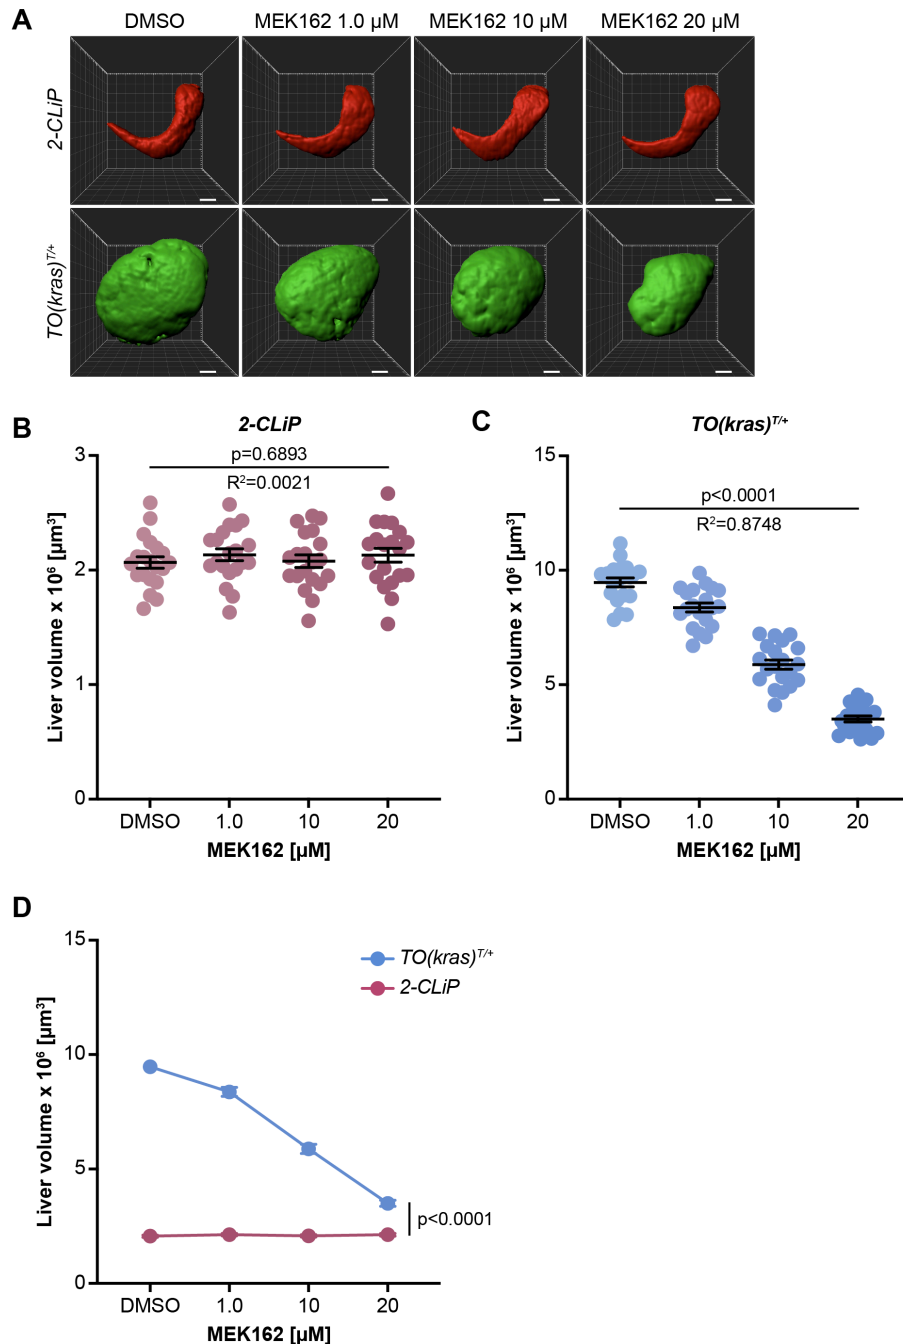 A
DMSO
MEK162 1.0 µM
MEK162 10 µM
MEK162 20 µM
2-CLiP
TO(kras)ᵀ/⁺
B
2-CLiP
p=0.6893
R²=0.0021
Liver volume x 10⁶ [µm³]
3
2
1
0
DMSO
1.0
10
20
MEK162 [µM]
C
TO(kras)ᵀ/⁺
p<0.0001
R²=0.8748
Liver volume x 10⁶ [µm³]
15
10
5
0
DMSO
1.0
10
20
MEK162 [µM]
D
TO(kras)ᵀ/⁺
2-CLiP
Liver volume x 10⁶ [µm³]
15
10
5
0
p<0.0001
DMSO
1.0
10
20
MEK162 [µM]